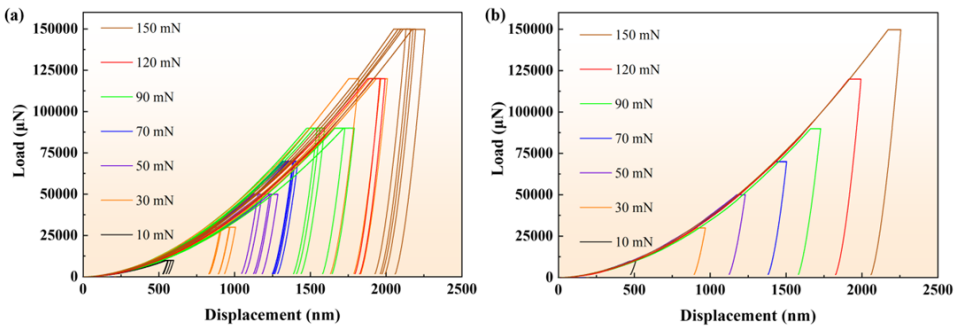 (a)
150000
125000
100000
75000
50000
25000
0
Load (μN)
150 mN
120 mN
90 mN
70 mN
50 mN
30 mN
10 mN
0 500 1000 1500 2000 2500
Displacement (nm)
(b)
150000
125000
100000
75000
50000
25000
0
Load (μN)
150 mN
120 mN
90 mN
70 mN
50 mN
30 mN
10 mN
0 500 1000 1500 2000 2500
Displacement (nm)